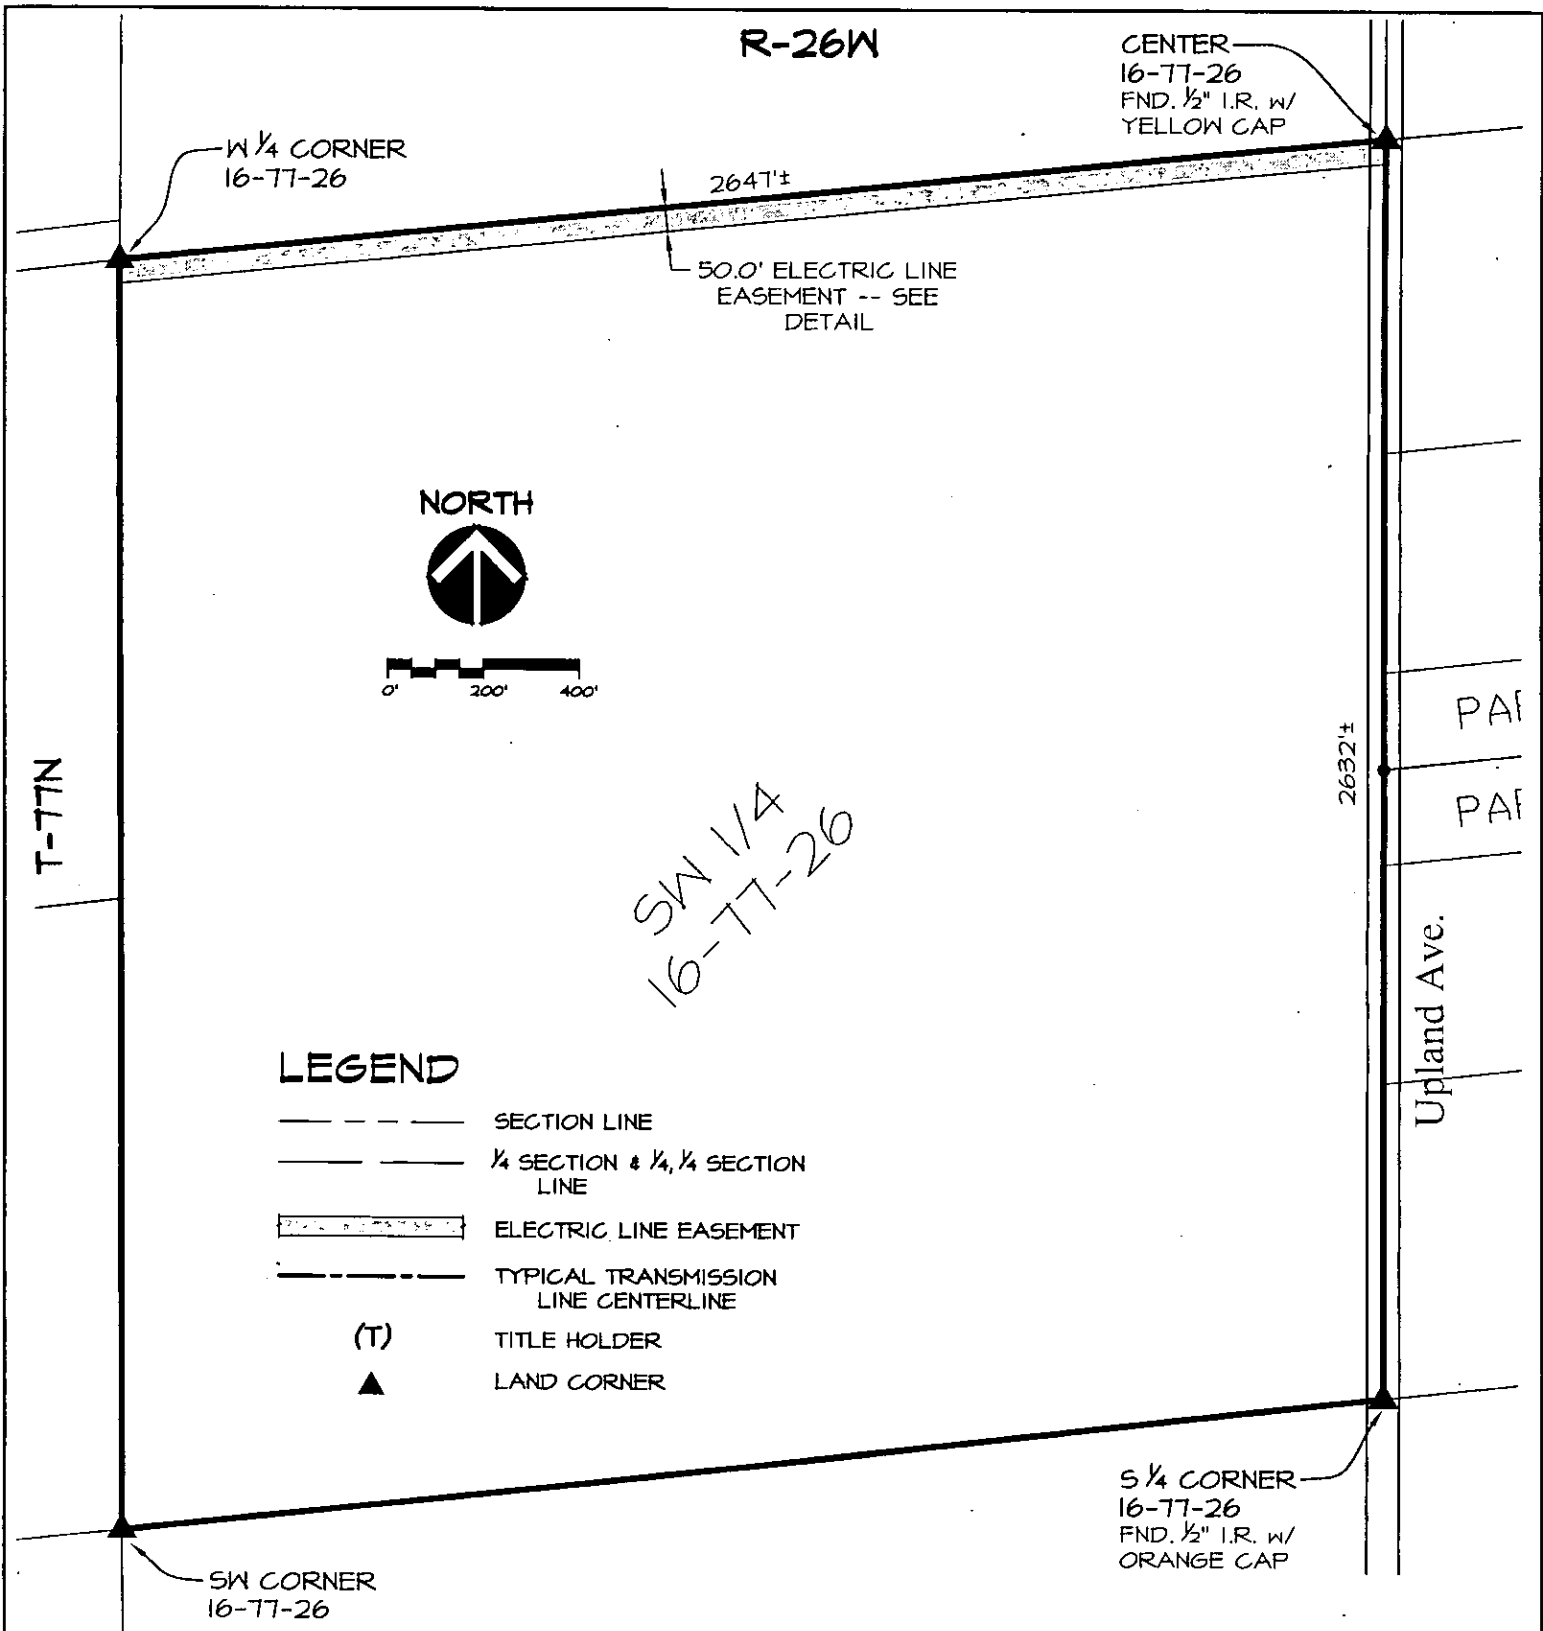 R-26W
CENTER
16-77-26
FND. ½" I.R. W/
YELLOW CAP
W ¼ CORNER
16-77-26
2647'±
50.0' ELECTRIC LINE
EASEMENT -- SEE
DETAIL
NORTH
0' 200' 400'
T-77N
SW 1/4
16-77-26
2632'±
PAR
PAR
Upland Ave.
LEGEND
SECTION LINE
¼ SECTION & ¼, ¼ SECTION
LINE
ELECTRIC LINE EASEMENT
TYPICAL TRANSMISSION
LINE CENTERLINE
(T) TITLE HOLDER
LAND CORNER
S ¼ CORNER
16-77-26
FND. ½" I.R. W/
ORANGE CAP
SW CORNER
16-77-26